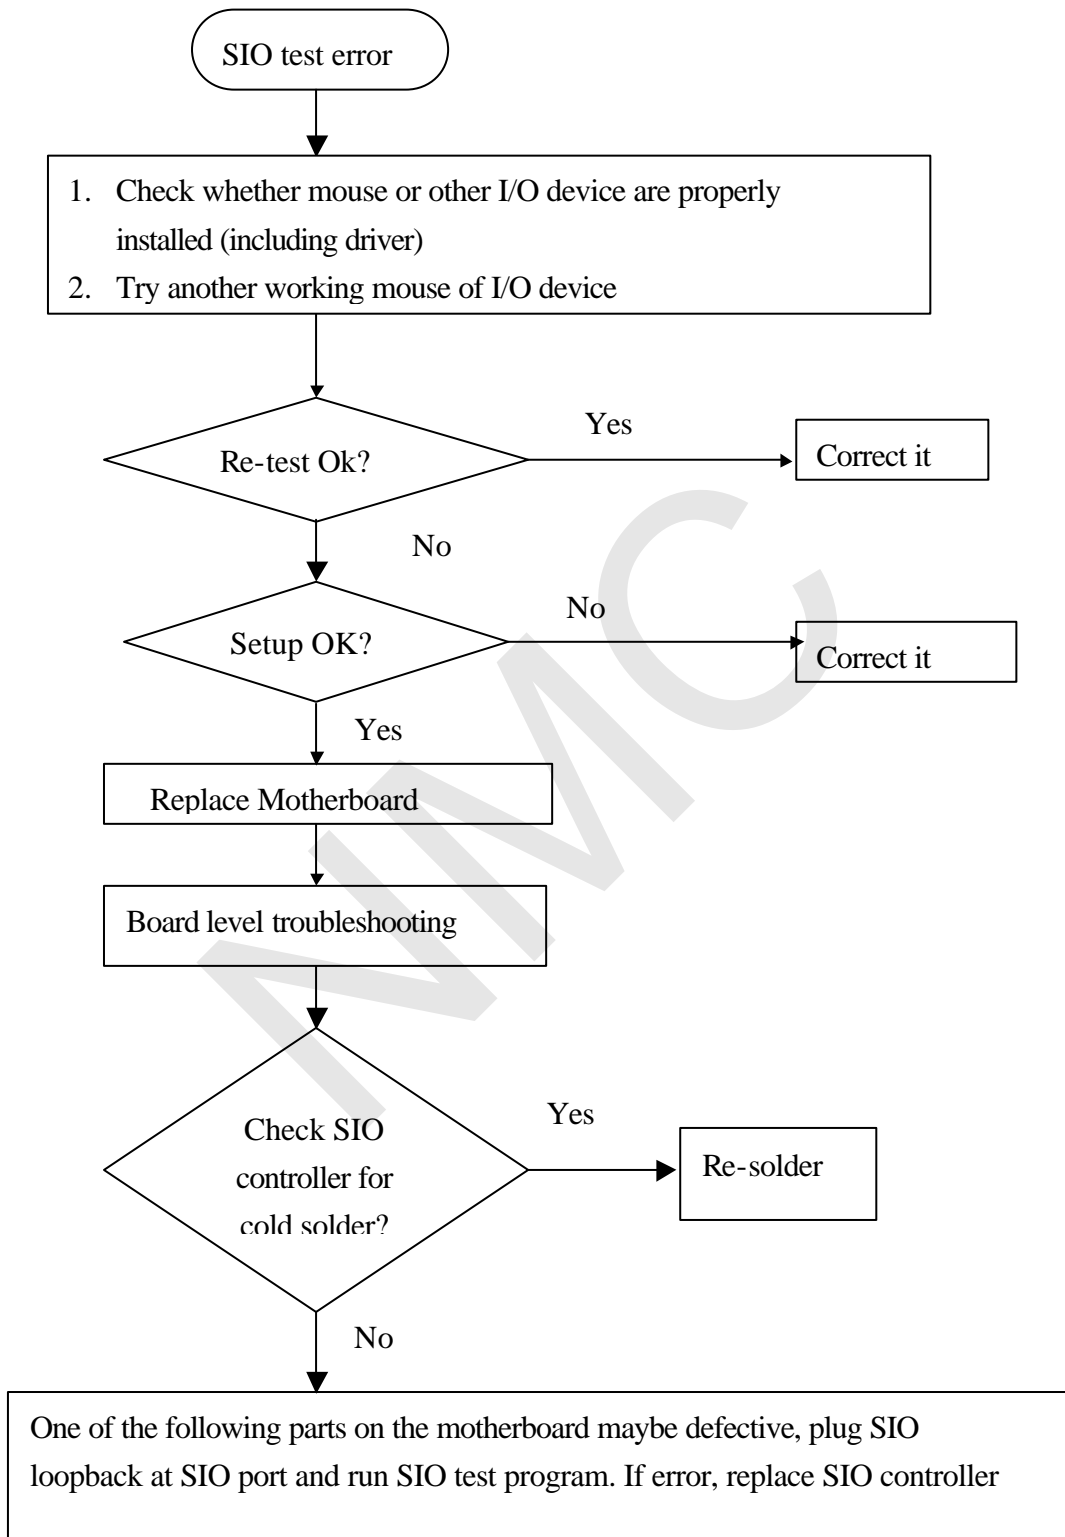 SIO test error
1. Check whether mouse or other I/O device are properly
installed (including driver)
2. Try another working mouse of I/O device
Yes
Re-test Ok?
Correct it
No
No
Setup OK?
Correct it
Yes
Replace Motherboard
Board level troubleshooting
Check SIO
controller for
cold solder?
Yes
Re-solder
No
One of the following parts on the motherboard maybe defective, plug SIO
loopback at SIO port and run SIO test program. If error, replace SIO controller
NMC